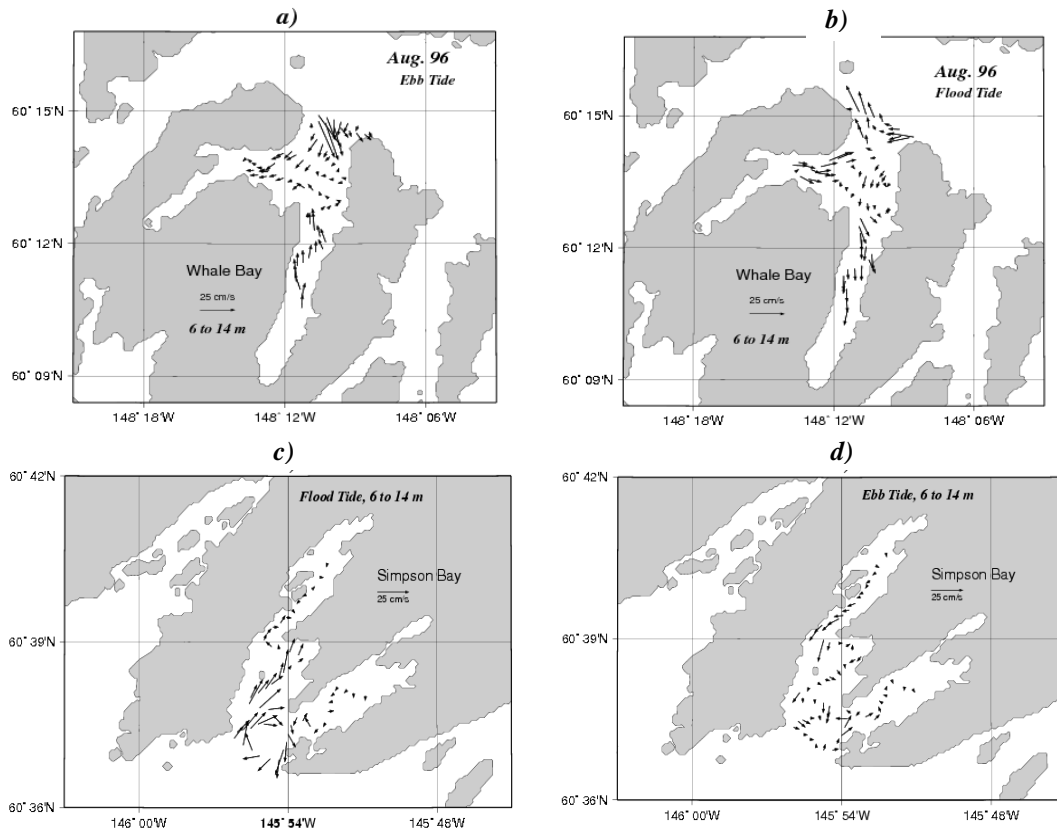 a)
Aug. 96
Ebb Tide
60° 15'N
60° 12'N
60° 09'N
Whale Bay
25 cm/s
6 to 14 m
148° 18'W
148° 12'W
148° 06'W
b)
Aug. 96
Flood Tide
60° 15'N
60° 12'N
60° 09'N
Whale Bay
25 cm/s
6 to 14 m
148° 18'W
148° 12'W
148° 06'W
c)
60° 42'N
Flood Tide, 6 to 14 m
Simpson Bay
25 cm/s
60° 39'N
60° 36'N
146° 00'W
145° 54'W
145° 48'W
d)
60° 42'N
Ebb Tide, 6 to 14 m
Simpson Bay
25 cm/s
60° 39'N
60° 36'N
146° 00'W
145° 54'W
145° 48'W